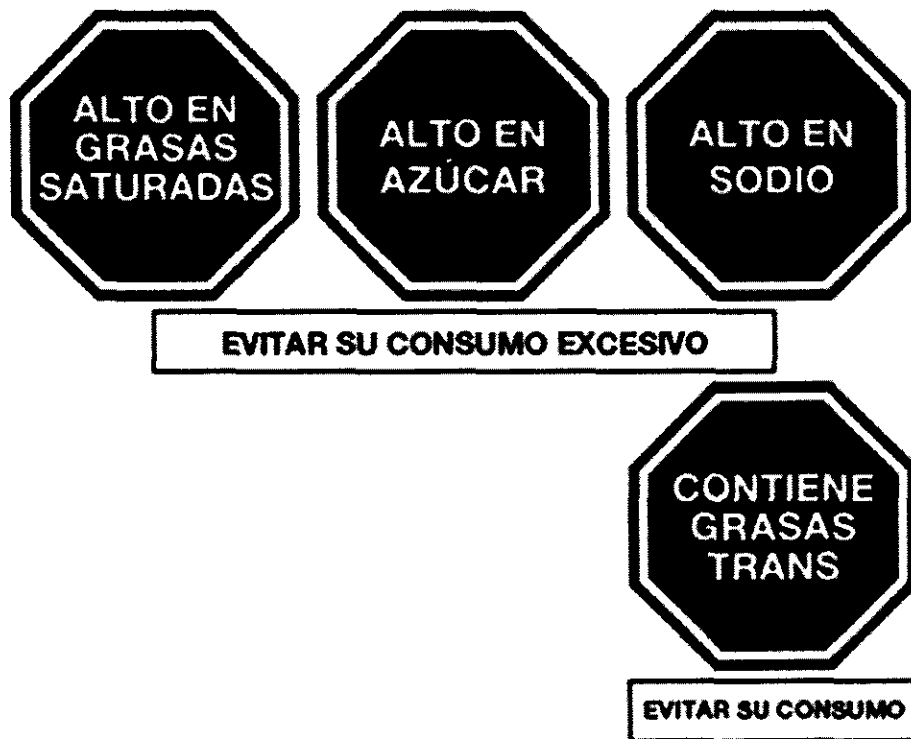 ALTO EN
GRASAS
SATURADAS
ALTO EN
AZÚCAR
ALTO EN
SODIO
EVITAR SU CONSUMO EXCESIVO
CONTIENE
GRASAS
TRANS
EVITAR SU CONSUMO